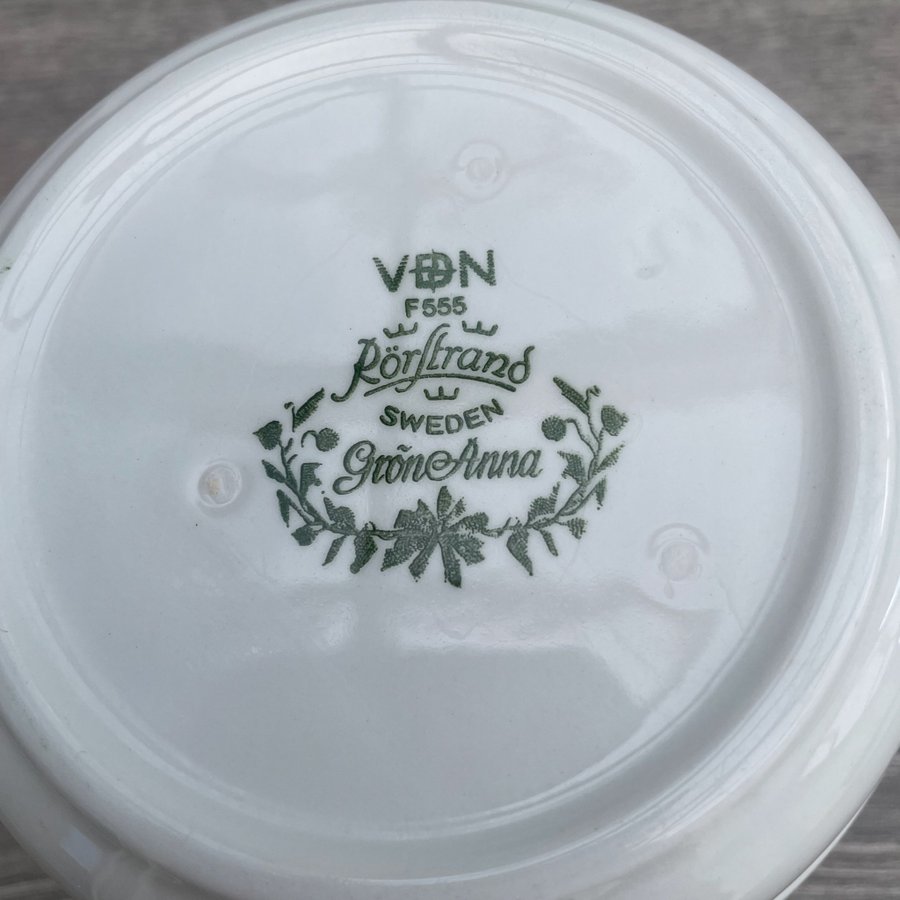 VDN
F555
Rörstrand
SWEDEN
Grön Anna